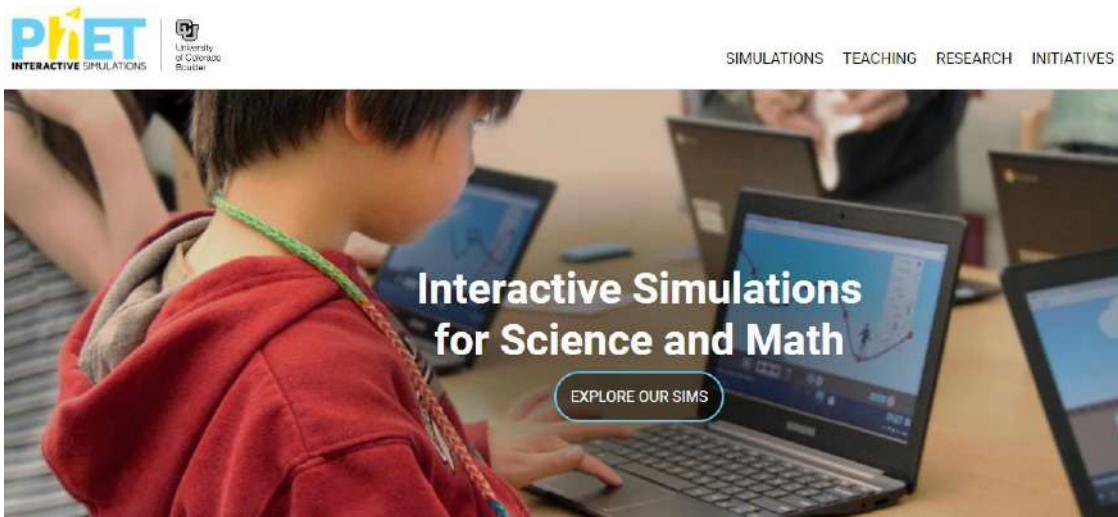 PhET
INTERACTIVE SIMULATIONS
University
of Colorado
Boulder
SIMULATIONS TEACHING RESEARCH INITIATIVES
Interactive Simulations
for Science and Math
EXPLORE OUR SIMS